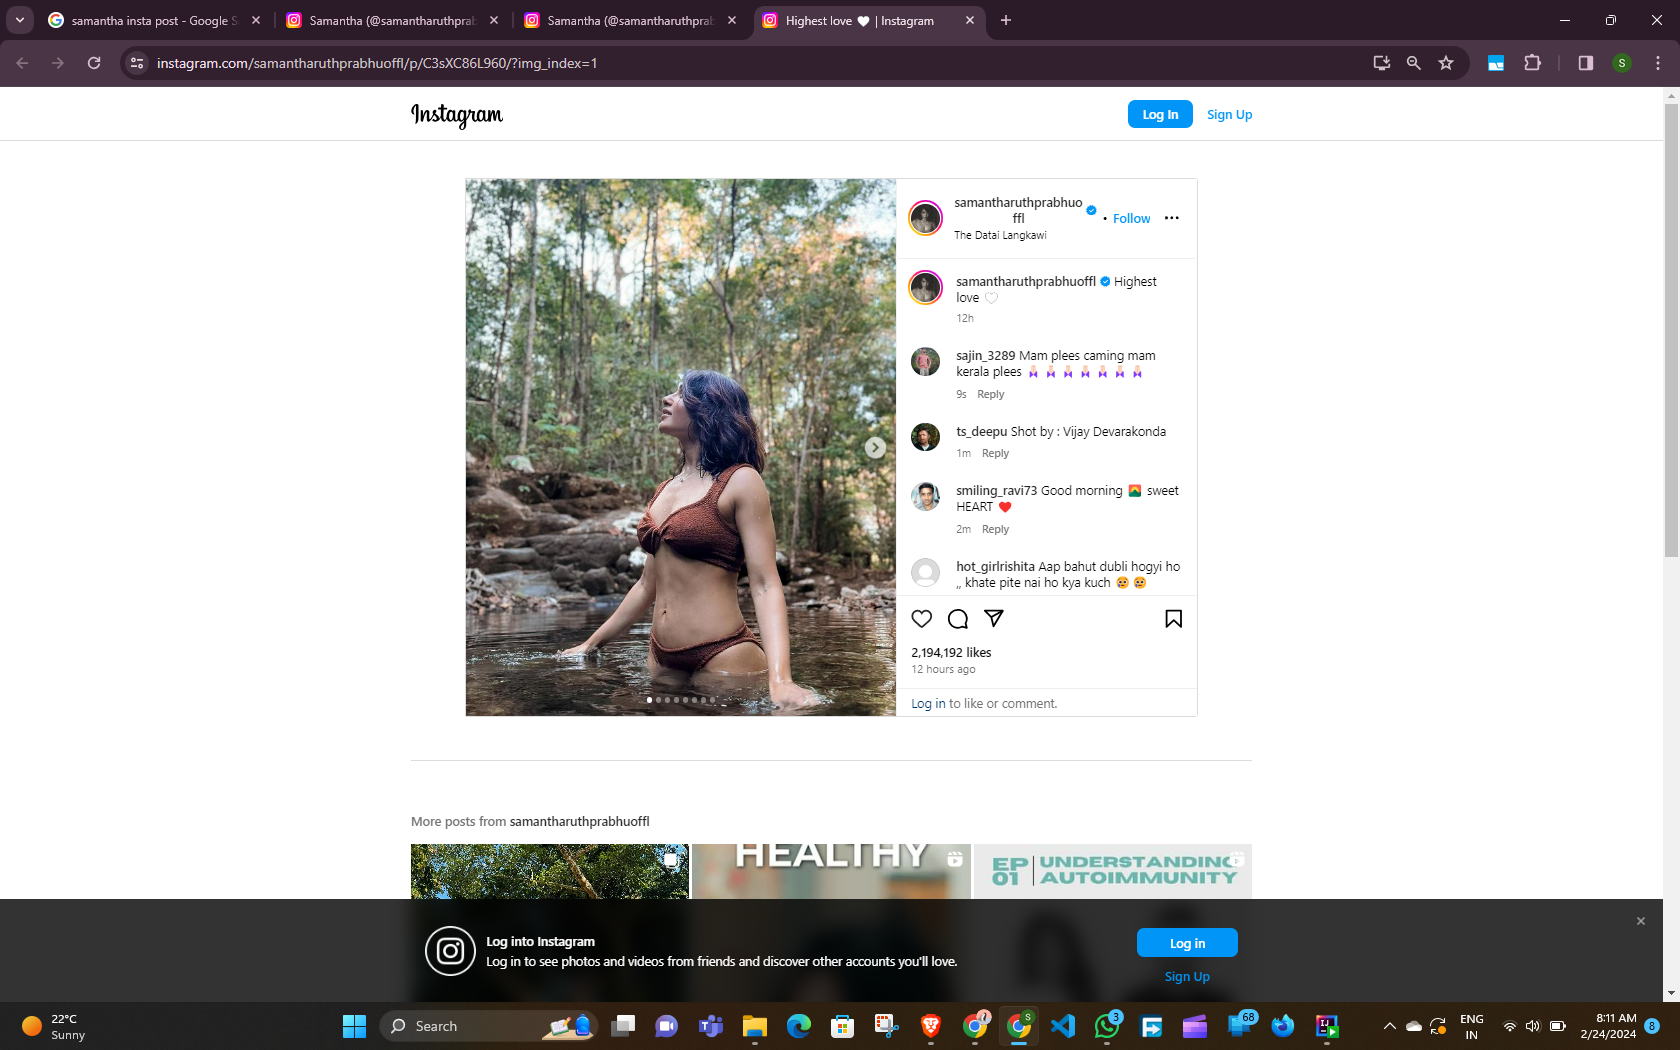 samantha insta post - Google S
Samantha (@samantharuthprab
Samantha (@samantharuthprab
Highest love 🤍 | Instagram
instagram.com/samantharuthprabhuoffl/p/C3sXC86L960/?img_index=1
S
Instagram
Log In
Sign Up
samantharuthprabhuo
ffl
• Follow
The Datai Langkawi
samantharuthprabhuoffl Highest
love 🤍
12h
sajin_3289 Mam plees caming mam
kerala plees
9s Reply
ts_deepu Shot by : Vijay Devarakonda
1m Reply
smiling_ravi73 Good morning 🌄 sweet
HEART ❤️
2m Reply
hot_girlrishita Aap bahut dubli hogyi ho
,, khate pite nai ho kya kuch 😢😢
2,194,192 likes
12 hours ago
Log in to like or comment.
More posts from samantharuthprabhuoffl
HEALTHY
EP 01 | UNDERSTANDING
AUTOIMMUNITY
Log into Instagram
Log in to see photos and videos from friends and discover other accounts you'll love.
Log in
Sign Up
22°C
Sunny
Search
S
3
68
ENG
IN
8:11 AM
2/24/2024
8